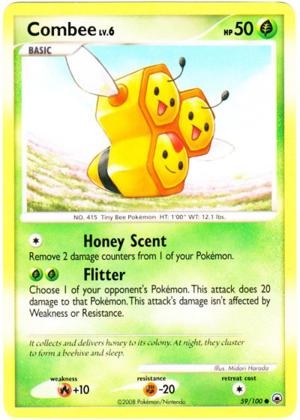 Combee LV.6 HP 50
BASIC
NO. 415 Tiny Bee Pokémon HT: 1'00" WT: 12.1 lbs.
Honey Scent
Remove 2 damage counters from 1 of your Pokémon.
Flitter
Choose 1 of your opponent's Pokémon. This attack does 20
damage to that Pokémon. This attack's damage isn't affected by
Weakness or Resistance.
Illus. Midori Harada
It collects and delivers honey to its colony. At night, they cluster
to form a beehive and sleep.
weakness resistance retreat cost
+10 -20
©2008 Pokémon/Nintendo 59/100